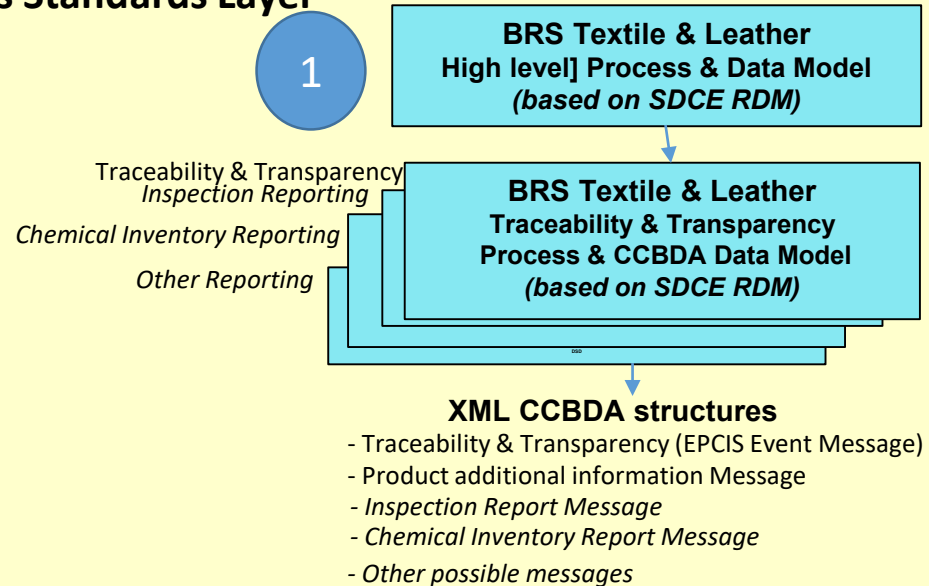 s Standards Layer
1
BRS Textile & Leather
High level] Process & Data Model
(based on SDCE RDM)
Traceability & Transparency
Inspection Reporting
Chemical Inventory Reporting
Other Reporting
BRS Textile & Leather
Traceability & Transparency
Process & CCBDA Data Model
(based on SDCE RDM)
DSD
XML CCBDA structures
- Traceability & Transparency (EPCIS Event Message)
- Product additional information Message
- Inspection Report Message
- Chemical Inventory Report Message
- Other possible messages